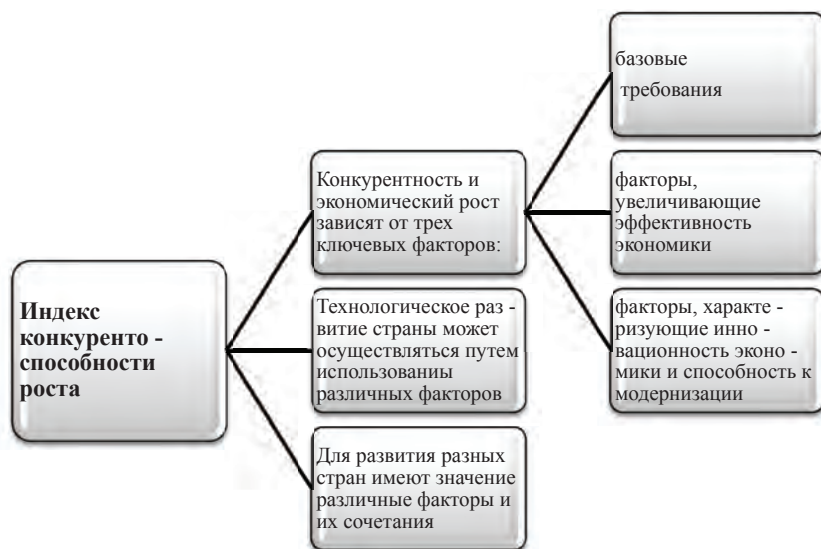 Индекс
конкуренто -
способности
роста
Конкурентность и
экономический рост
зависят от трех
ключевых факторов:
Технологическое раз -
витие страны может
осуществляться путем
использованиы
различных факторов
Для развития разных
стран имеют значение
различные факторы и
их сочетания
базовые
требования
факторы,
увеличивающие
эффективность
экономики
факторы, характе -
ризующие инно -
вационность эконо -
мики и способность к
модернизации